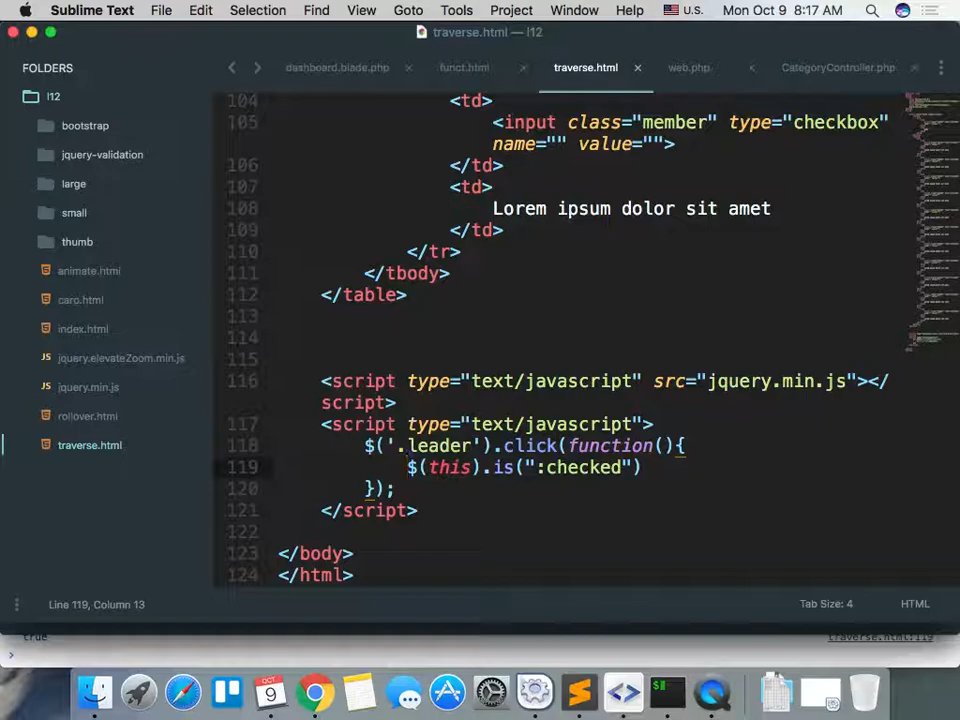 Sublime Text File Edit Selection Find View Goto Tools Project Window Help U.S. Mon Oct 9 8:17 AM
traverse.html — l12
FOLDERS
l12
bootstrap
jquery-validation
large
small
thumb
animate.html
caro.html
index.html
jquery.elevateZoom.min.js
jquery.min.js
rollover.html
traverse.html
dashboard.blade.php funct.html traverse.html web.php CategoryController.php
104 <td>
105 <input class="member" type="checkbox"
name="" value="">
106 </td>
107 <td>
108 Lorem ipsum dolor sit amet
109 </td>
110 </tr>
111 </tbody>
112 </table>
113
114
115
116 <script type="text/javascript" src="jquery.min.js"></
script>
117 <script type="text/javascript">
118 $('.leader').click(function(){
119 $(this).is(":checked")
120 });
121 </script>
122
123 </body>
124 </html>
Line 119, Column 13 Tab Size: 4 HTML
true traverse.html:119
OCT
9